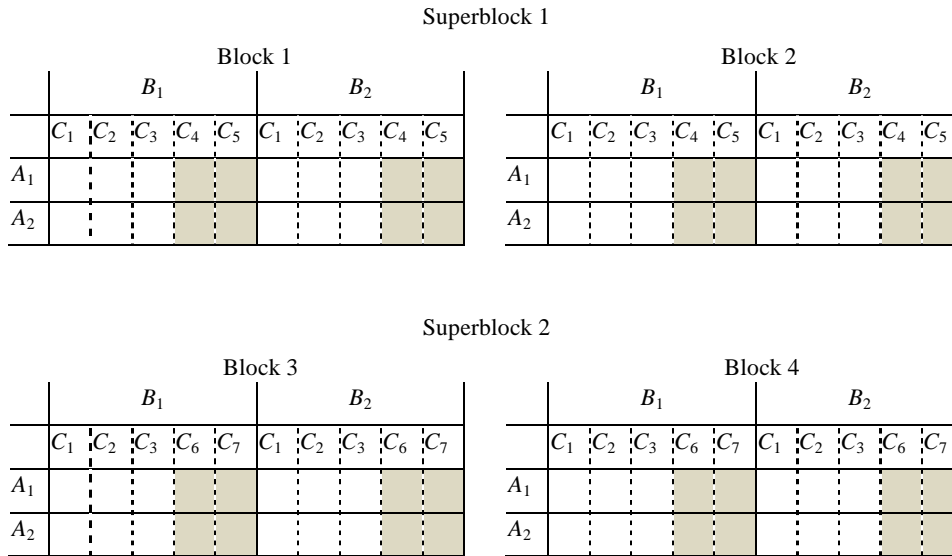 Superblock 1
Block 1 Block 2
B₁ B₂ B₁ B₂
C₁ C₂ C₃ C₄ C₅ C₁ C₂ C₃ C₄ C₅ C₁ C₂ C₃ C₄ C₅ C₁ C₂ C₃ C₄ C₅
A₁ A₁
A₂ A₂
Superblock 2
Block 3 Block 4
B₁ B₂ B₁ B₂
C₁ C₂ C₃ C₆ C₇ C₁ C₂ C₃ C₆ C₇ C₁ C₂ C₃ C₆ C₇ C₁ C₂ C₃ C₆ C₇
A₁ A₁
A₂ A₂